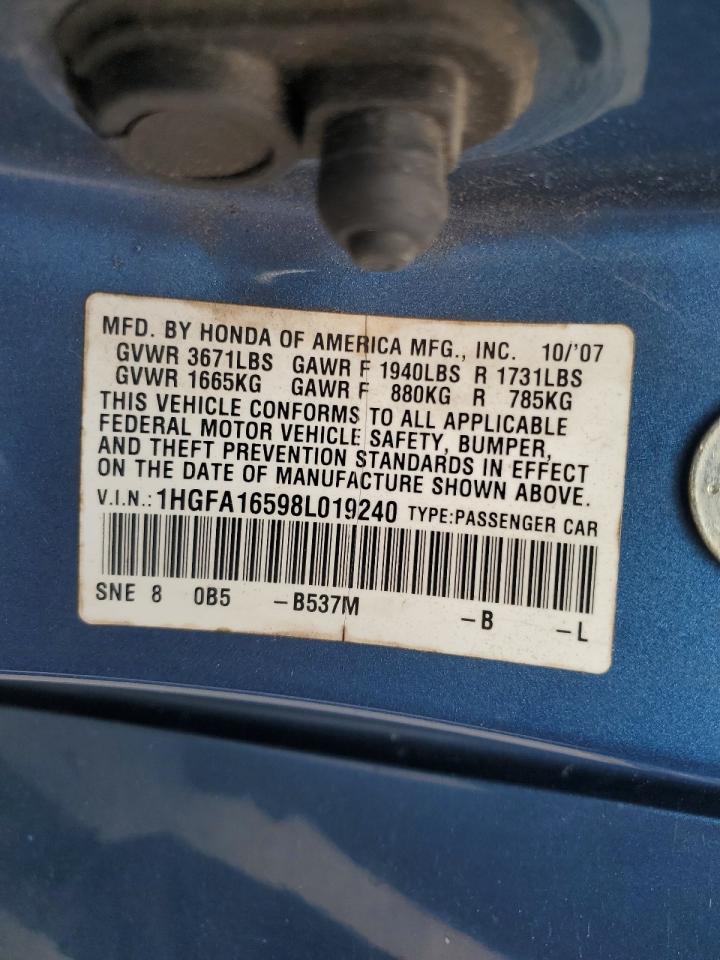 MFD. BY HONDA OF AMERICA MFG., INC. 10/'07
GVWR 3671LBS GAWR F 1940LBS R 1731LBS
GVWR 1665KG GAWR F 880KG R 785KG
THIS VEHICLE CONFORMS TO ALL APPLICABLE
FEDERAL MOTOR VEHICLE SAFETY, BUMPER,
AND THEFT PREVENTION STANDARDS IN EFFECT
ON THE DATE OF MANUFACTURE SHOWN ABOVE.
V.I.N.: 1HGFA16598L019240 TYPE:PASSENGER CAR
SNE 8 0B5 -B537M -B -L